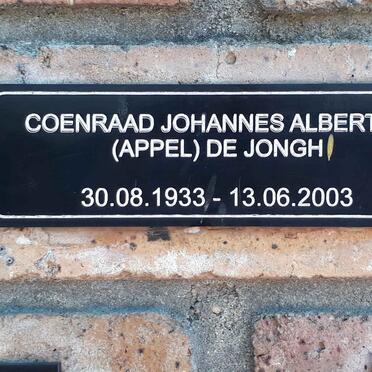 COENRAAD JOHANNES ALBERT
(APPEL) DE JONGH
30.08.1933 - 13.06.2003